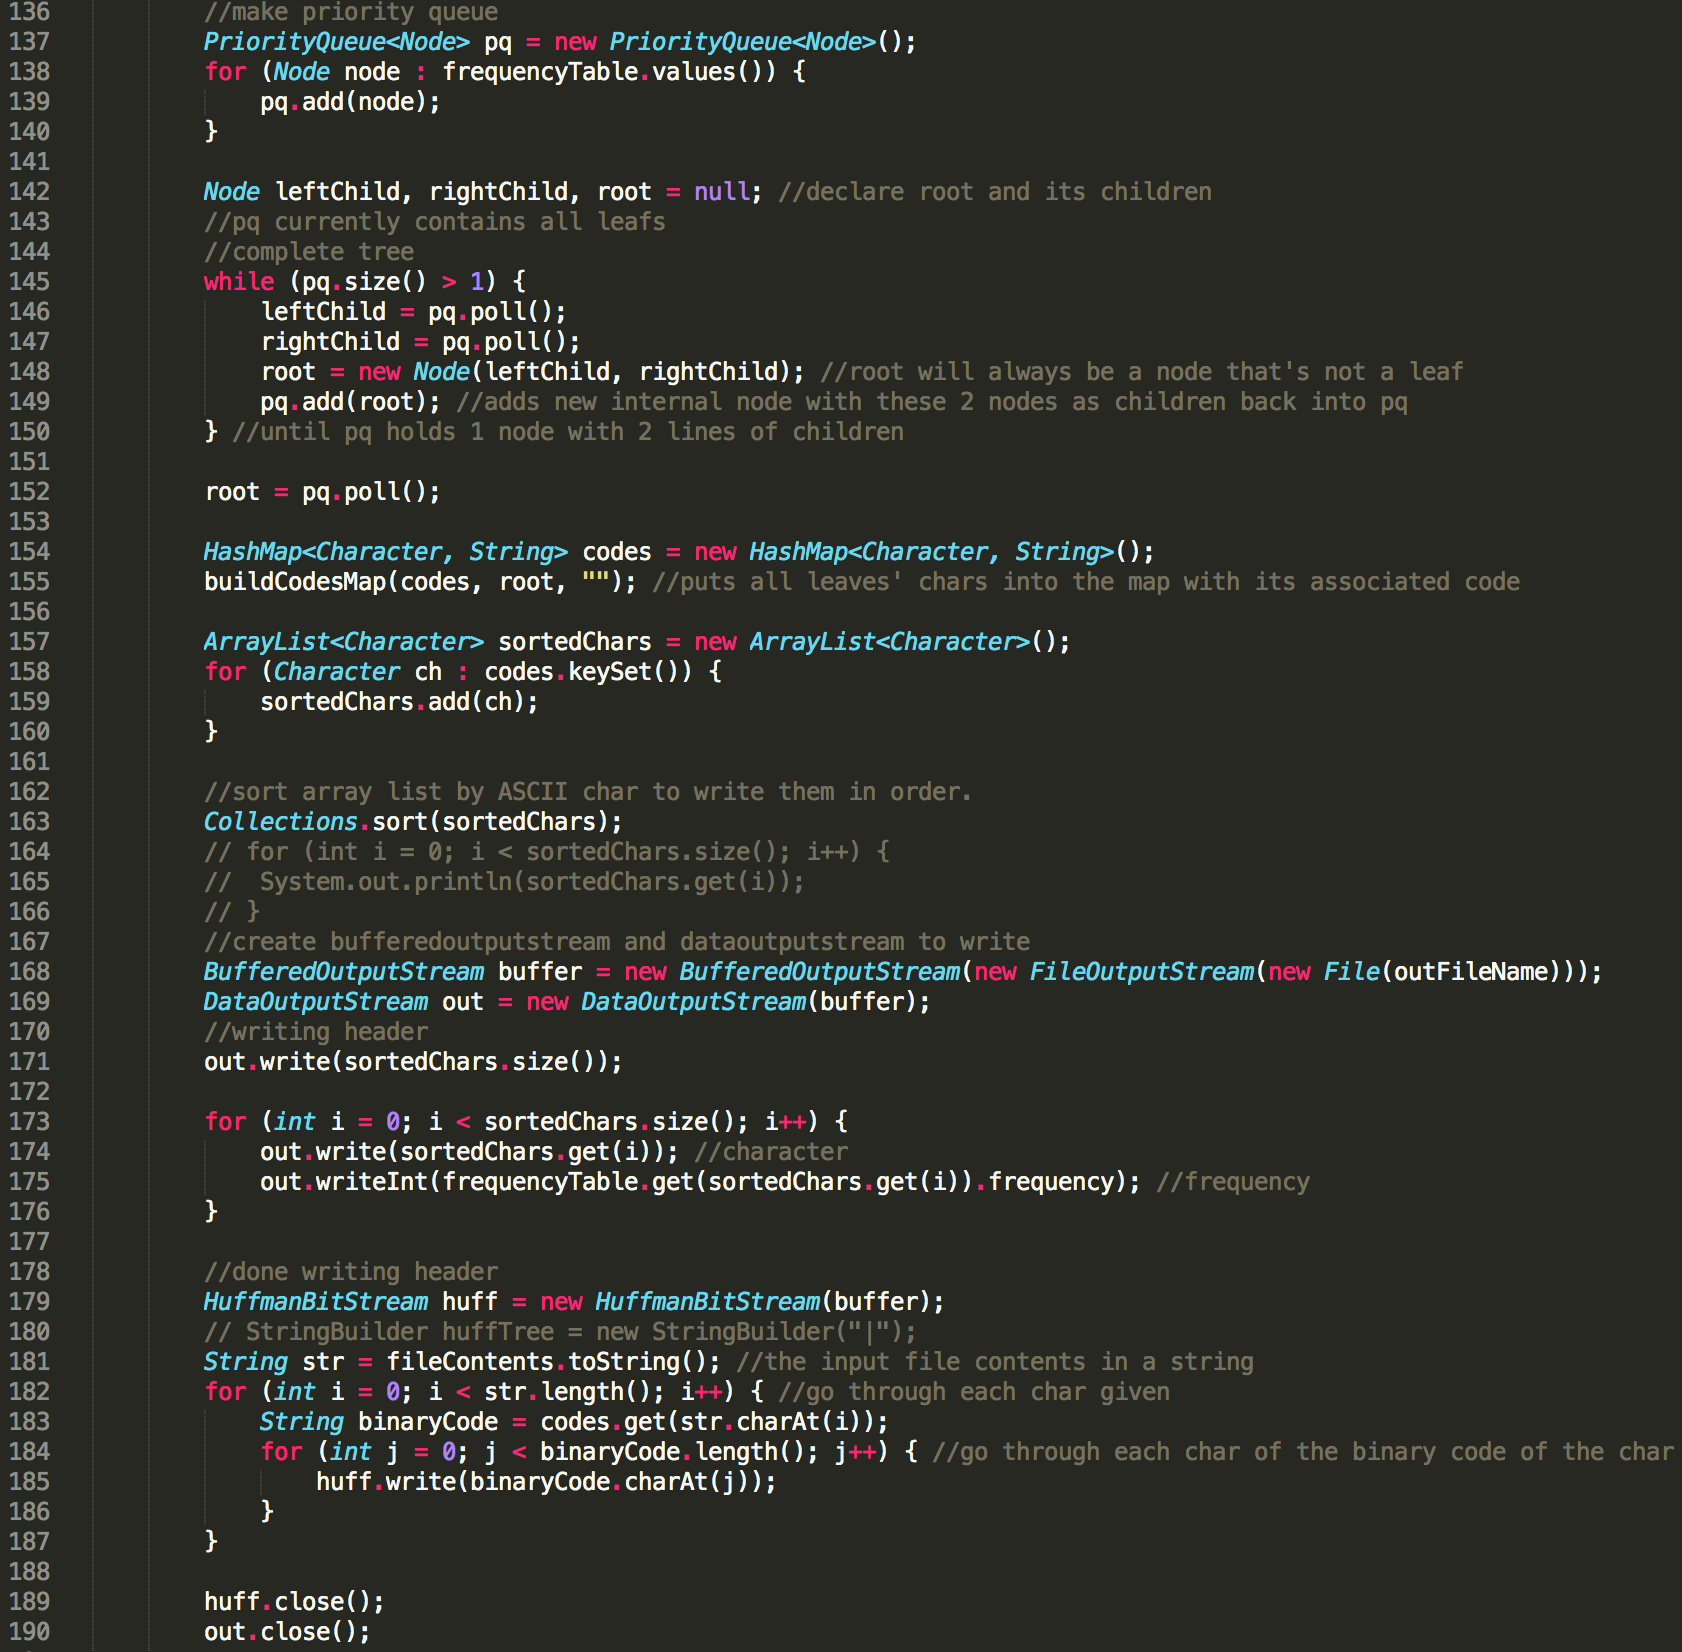 136 //make priority queue
137 PriorityQueue<Node> pq = new PriorityQueue<Node>();
138 for (Node node : frequencyTable.values()) {
139     pq.add(node);
140 }
141
142 Node leftChild, rightChild, root = null; //declare root and its children
143 //pq currently contains all leafs
144 //complete tree
145 while (pq.size() > 1) {
146     leftChild = pq.poll();
147     rightChild = pq.poll();
148     root = new Node(leftChild, rightChild); //root will always be a node that's not a leaf
149     pq.add(root); //adds new internal node with these 2 nodes as children back into pq
150 } //until pq holds 1 node with 2 lines of children
151
152 root = pq.poll();
153
154 HashMap<Character, String> codes = new HashMap<Character, String>();
155 buildCodesMap(codes, root, ""); //puts all leaves' chars into the map with its associated code
156
157 ArrayList<Character> sortedChars = new ArrayList<Character>();
158 for (Character ch : codes.keySet()) {
159     sortedChars.add(ch);
160 }
161
162 //sort array list by ASCII char to write them in order.
163 Collections.sort(sortedChars);
164 // for (int i = 0; i < sortedChars.size(); i++) {
165 //  System.out.println(sortedChars.get(i));
166 // }
167 //create bufferedoutputstream and dataoutputstream to write
168 BufferedOutputStream buffer = new BufferedOutputStream(new FileOutputStream(new File(outFileName)));
169 DataOutputStream out = new DataOutputStream(buffer);
170 //writing header
171 out.write(sortedChars.size());
172
173 for (int i = 0; i < sortedChars.size(); i++) {
174     out.write(sortedChars.get(i)); //character
175     out.writeInt(frequencyTable.get(sortedChars.get(i)).frequency); //frequency
176 }
177
178 //done writing header
179 HuffmanBitStream huff = new HuffmanBitStream(buffer);
180 // StringBuilder huffTree = new StringBuilder("|");
181 String str = fileContents.toString(); //the input file contents in a string
182 for (int i = 0; i < str.length(); i++) { //go through each char given
183     String binaryCode = codes.get(str.charAt(i));
184     for (int j = 0; j < binaryCode.length(); j++) { //go through each char of the binary code of the char
185         huff.write(binaryCode.charAt(j));
186     }
187 }
188
189 huff.close();
190 out.close();